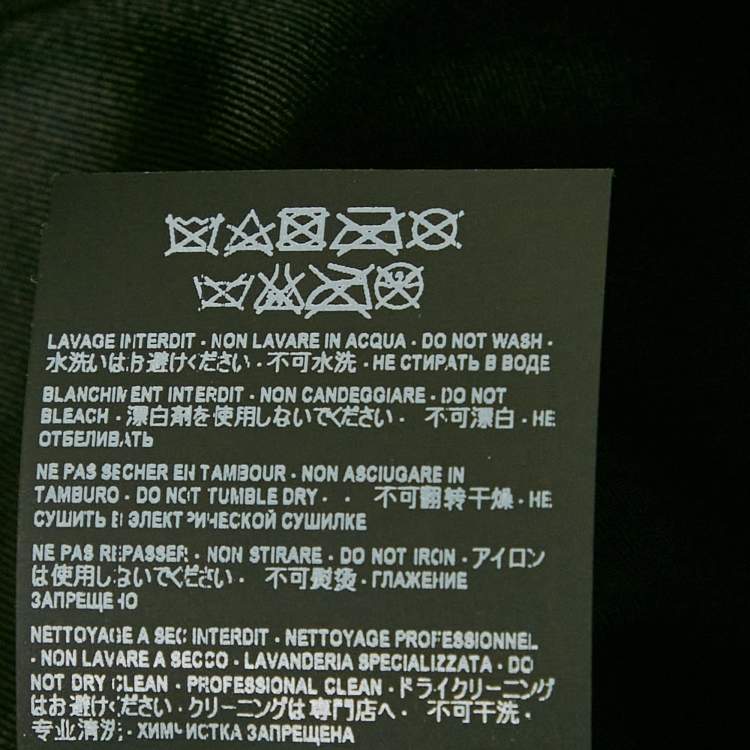 LAVAGE INTERDIT · NON LAVARE IN ACQUA · DO NOT WASH ·
水洗いはお避けください · 不可水洗 · НЕ СТИРАТЬ В ВОДЕ
BLANCHIMENT INTERDIT · NON CANDEGGIARE · DO NOT
BLEACH · 漂白剤を使用しないでください · 不可漂白 · НЕ
ОТБЕЛИВАТЬ
NE PAS SECHER EN TAMBOUR · NON ASCIUGARE IN
TAMBURO · DO NOT TUMBLE DRY · · 不可翻转干燥 · НЕ
СУШИТЬ В ЭЛЕКТРИЧЕСКОЙ СУШИЛКЕ
NE PAS REPASSER · NON STIRARE · DO NOT IRON · アイロン
は使用しないでください · 不可熨烫 · ГЛАЖЕНИЕ
ЗАПРЕЩЕНО
NETTOYAGE A SEC INTERDIT · NETTOYAGE PROFESSIONNEL
· NON LAVARE A SECCO · LAVANDERIA SPECIALIZZATA · DO
NOT DRY CLEAN · PROFESSIONAL CLEAN · ドライクリーニング
はお避けください · クリーニングは専門店へ · 不可干洗 ·
专业清洗 · ХИМЧИСТКА ЗАПРЕЩЕНА